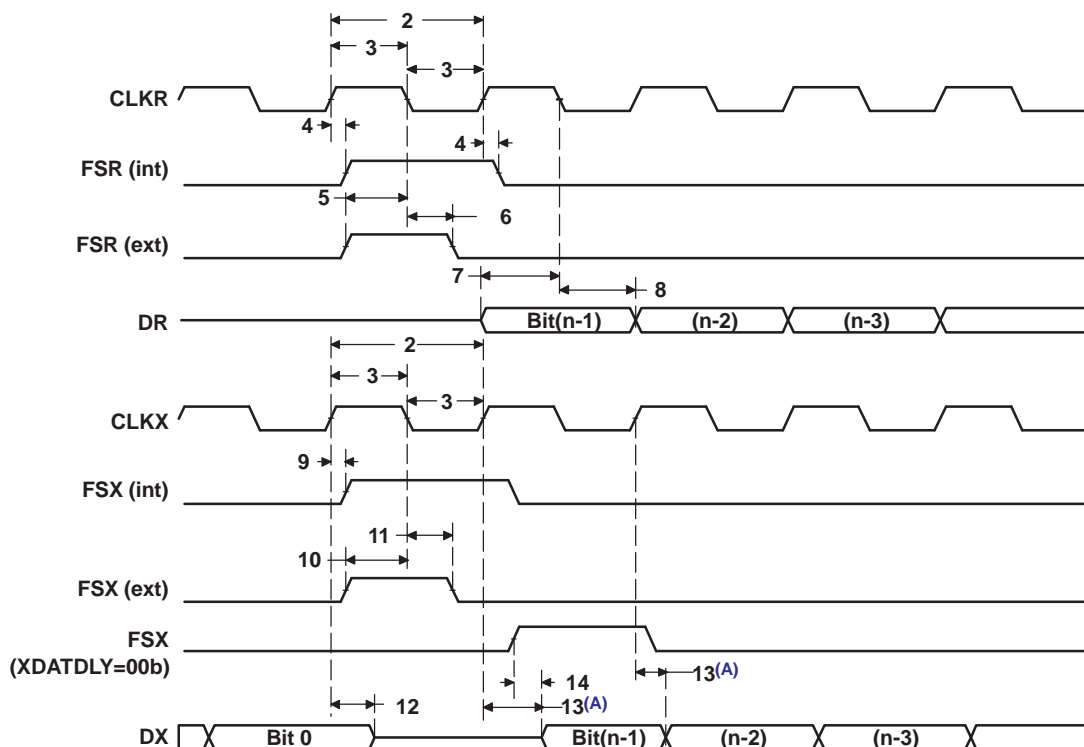 2
3
3
CLKR
4
4
FSR (int)
5
6
FSR (ext)
7
8
DR
Bit(n-1)
(n-2)
(n-3)
2
3
3
CLKX
9
FSX (int)
11
10
FSX (ext)
FSX
(XDATDLY=00b)
13(A)
14
12
13(A)
DX
Bit 0
Bit(n-1)
(n-2)
(n-3)